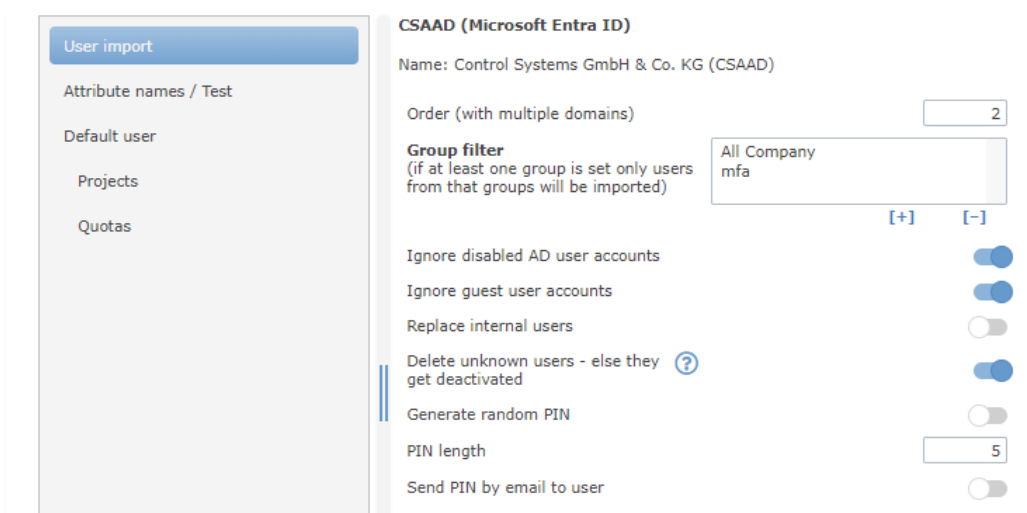 User import
Attribute names / Test
Default user
Projects
Quotas
CSAAD (Microsoft Entra ID)
Name: Control Systems GmbH & Co. KG (CSAAD)
Order (with multiple domains) 2
Group filter
(if at least one group is set only users
from that groups will be imported)
All Company
mfa
[+] [-]
Ignore disabled AD user accounts
Ignore guest user accounts
Replace internal users
Delete unknown users - else they ?
get deactivated
Generate random PIN
PIN length 5
Send PIN by email to user